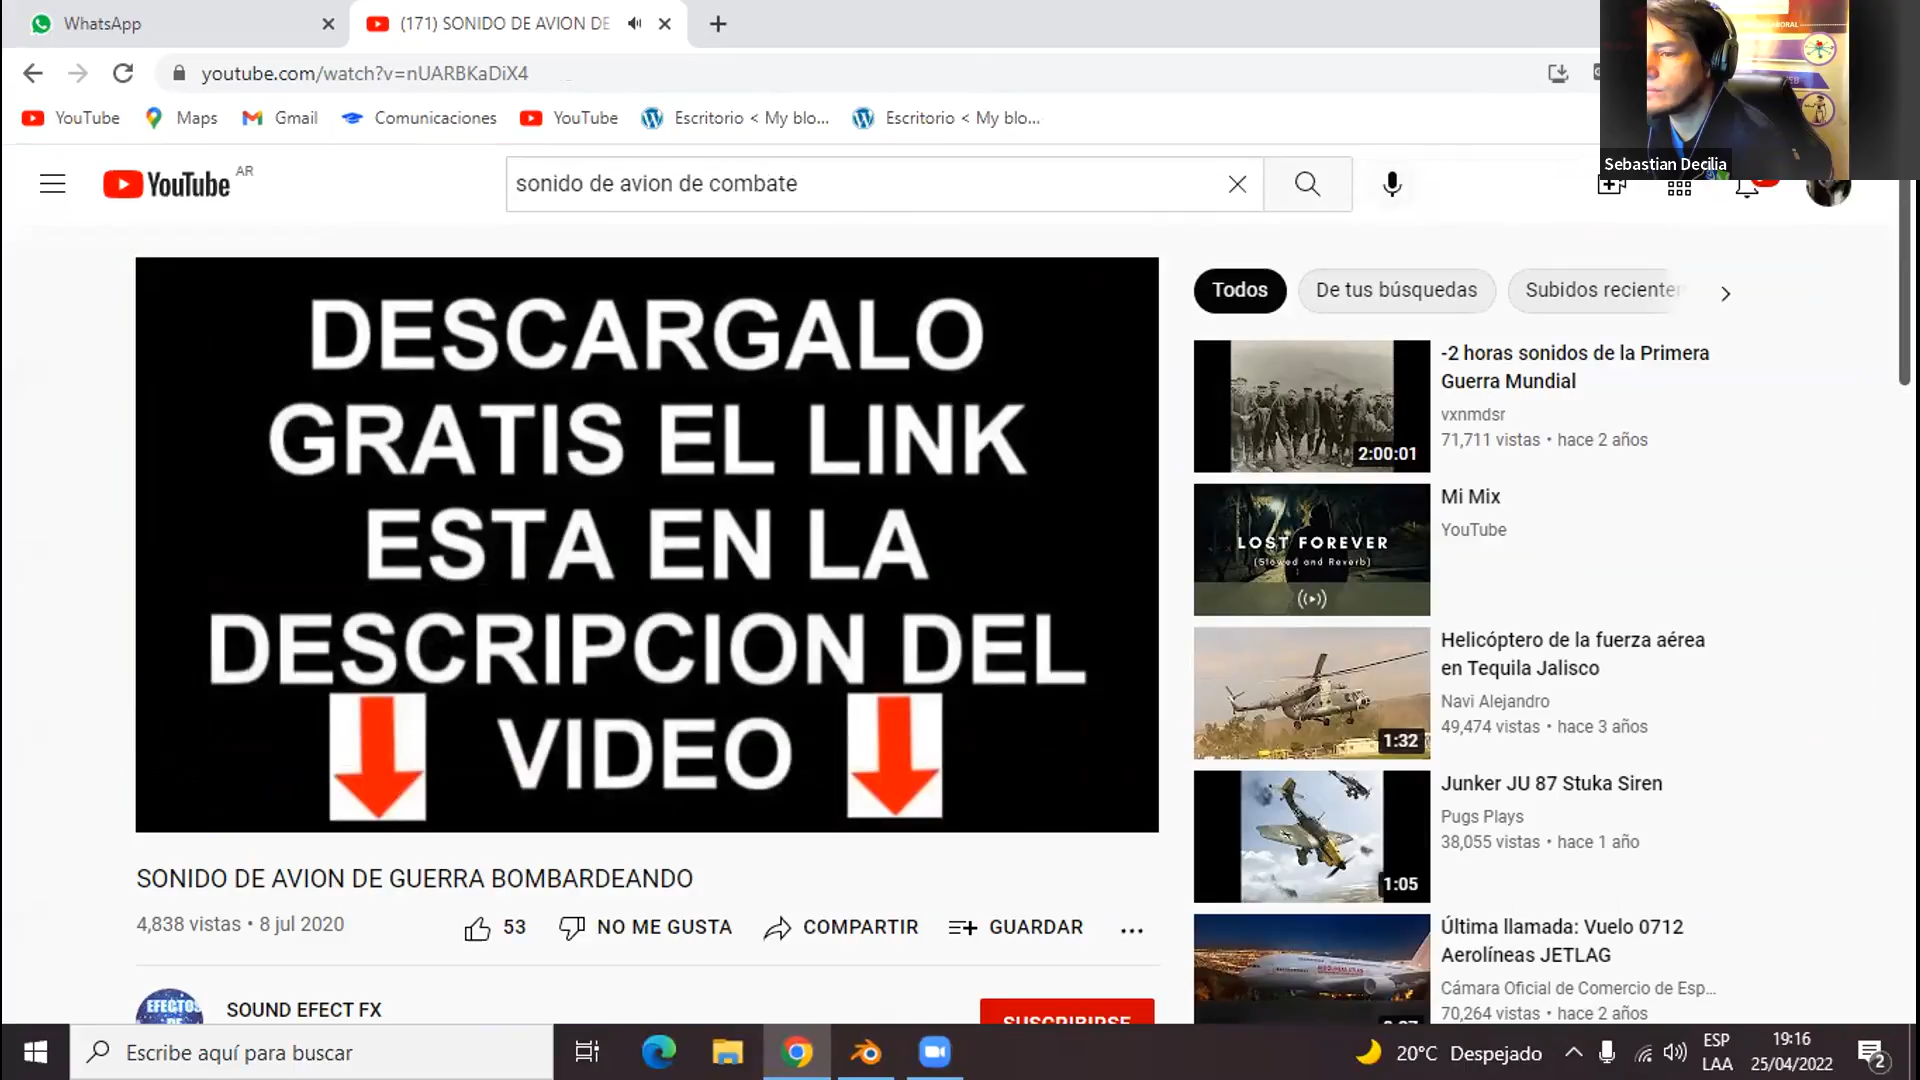 WhatsApp
(171) SONIDO DE AVION DE
youtube.com/watch?v=nUARBKaDiX4
YouTube
Maps
Gmail
Comunicaciones
YouTube
Escritorio < My blo...
Escritorio < My blo...
Sebastian Decilia
YouTube AR
sonido de avion de combate
DESCARGALO
GRATIS EL LINK
ESTA EN LA
DESCRIPCION DEL
VIDEO
Todos
De tus búsquedas
Subidos reciente
-2 horas sonidos de la Primera
Guerra Mundial
vxnmdsr
71,711 vistas • hace 2 años
2:00:01
Mi Mix
YouTube
LOST FOREVER
(Slowed and Reverb)
Helicóptero de la fuerza aérea
en Tequila Jalisco
Navi Alejandro
49,474 vistas • hace 3 años
1:32
Junker JU 87 Stuka Siren
Pugs Plays
38,055 vistas • hace 1 año
1:05
Última llamada: Vuelo 0712
Aerolíneas JETLAG
Cámara Oficial de Comercio de Esp...
70,264 vistas • hace 2 años
SONIDO DE AVION DE GUERRA BOMBARDEANDO
4,838 vistas • 8 jul 2020
53
NO ME GUSTA
COMPARTIR
GUARDAR
...
EFECTOS
DE
SOUND EFECT FX
SUSCRIBIRSE
Escribe aquí para buscar
20°C Despejado
ESP
LAA
19:16
25/04/2022
2